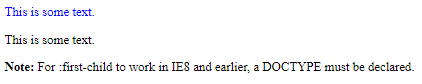 This is some text.
This is some text.
Note: For :first-child to work in IE8 and earlier, a DOCTYPE must be declared.